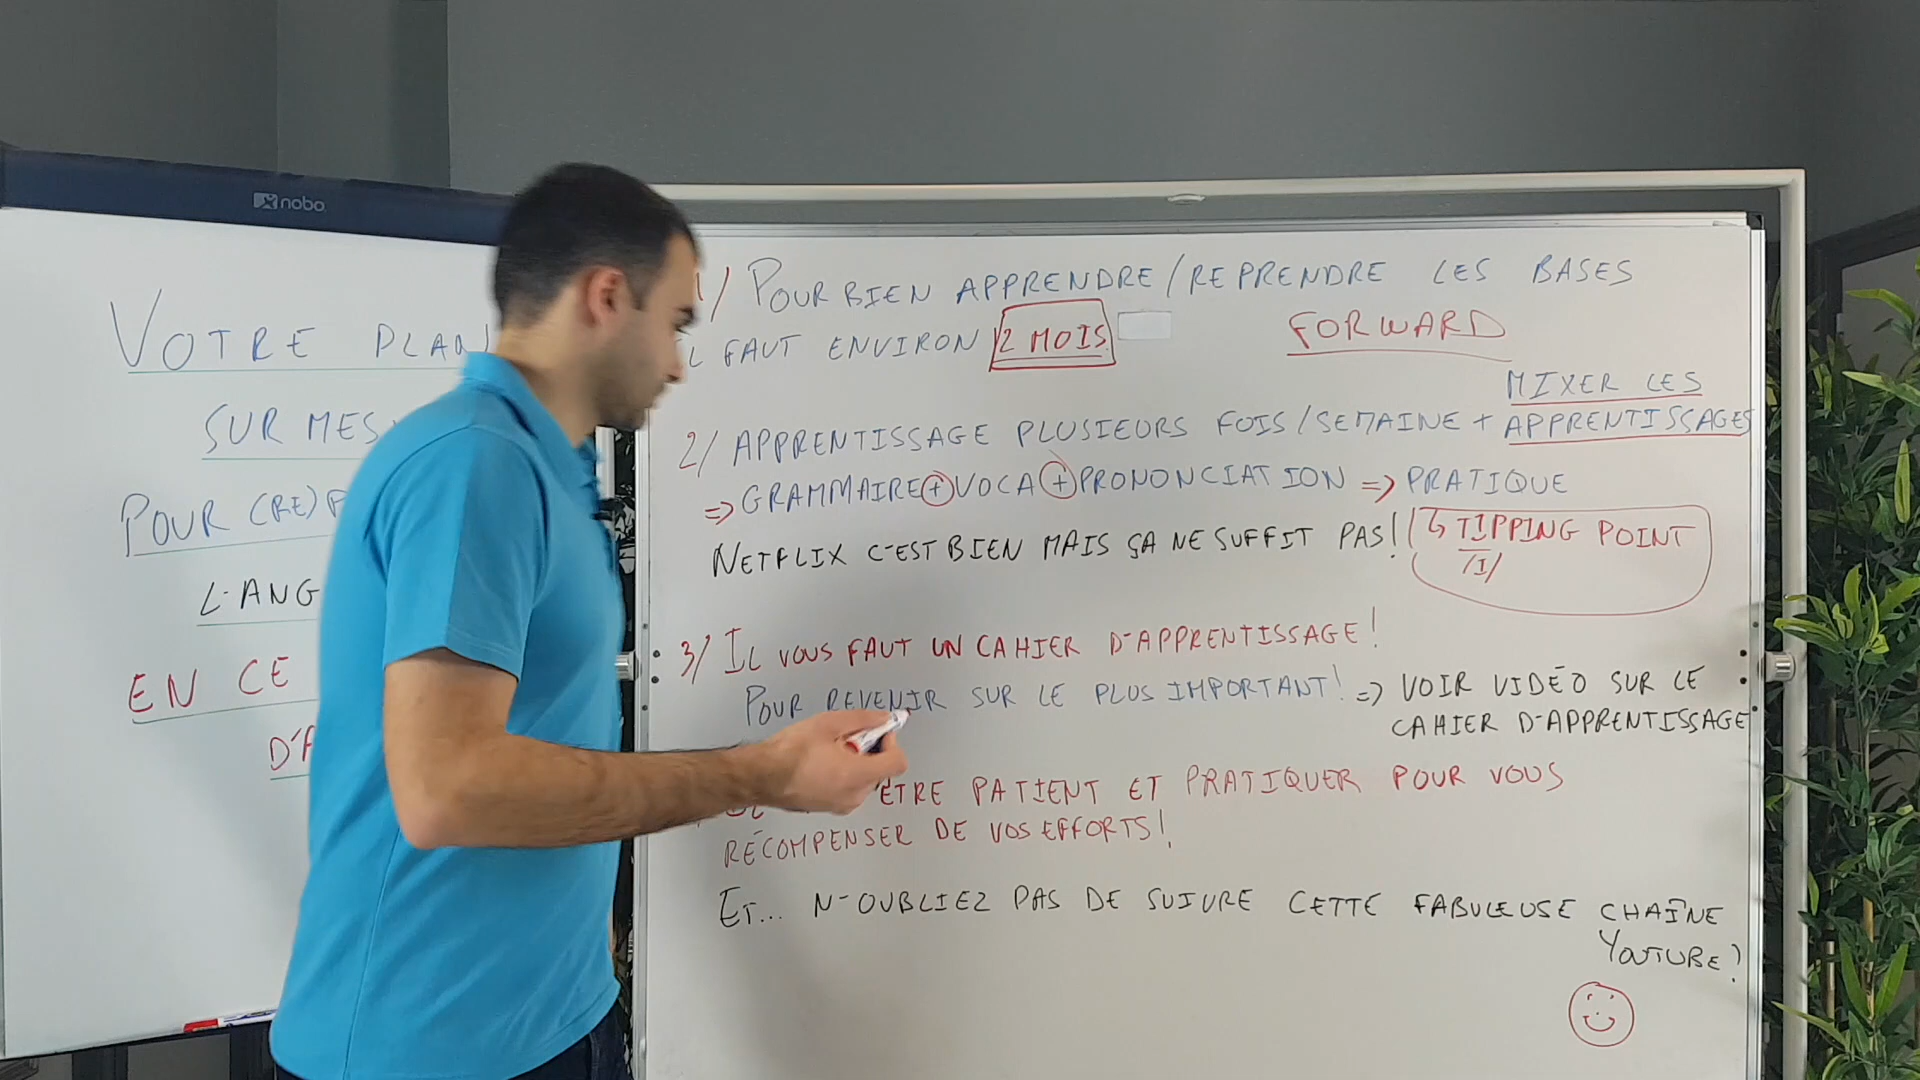 nobo
VOTRE PLAN
SUR MES
POUR (RE)P
L'ANG
EN CE
D'A
1/ POUR BIEN APPRENDRE/REPRENDRE LES BASES
IL FAUT ENVIRON 2 MOIS
FORWARD
MIXER LES
2/ APPRENTISSAGE PLUSIEURS FOIS/SEMAINE + APPRENTISSAGES
=> GRAMMAIRE + VOCA + PRONONCIATION => PRATIQUE
NETFLIX C'EST BIEN MAIS ÇA NE SUFFIT PAS!
↳ TIPPING POINT
/I/
3/ IL VOUS FAUT UN CAHIER D'APPRENTISSAGE!
POUR REVENIR SUR LE PLUS IMPORTANT! => VOIR VIDÉO SUR LE
CAHIER D'APPRENTISSAGE
ÊTRE PATIENT ET PRATIQUER POUR VOUS
RÉCOMPENSER DE VOS EFFORTS!
ET... N'OUBLIEZ PAS DE SUIVRE CETTE FABULEUSE CHAÎNE
YOUTUBE!